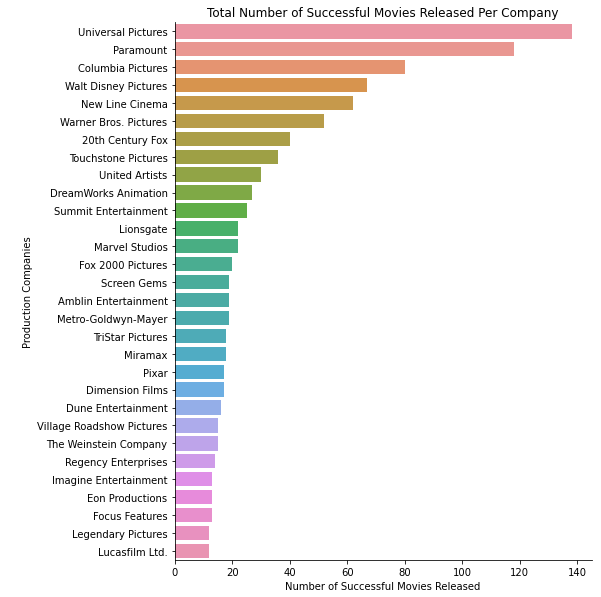 Total Number of Successful Movies Released Per Company
Production Companies
Universal Pictures
Paramount
Columbia Pictures
Walt Disney Pictures
New Line Cinema
Warner Bros. Pictures
20th Century Fox
Touchstone Pictures
United Artists
DreamWorks Animation
Summit Entertainment
Lionsgate
Marvel Studios
Fox 2000 Pictures
Screen Gems
Amblin Entertainment
Metro-Goldwyn-Mayer
TriStar Pictures
Miramax
Pixar
Dimension Films
Dune Entertainment
Village Roadshow Pictures
The Weinstein Company
Regency Enterprises
Imagine Entertainment
Eon Productions
Focus Features
Legendary Pictures
Lucasfilm Ltd.
0 20 40 60 80 100 120 140
Number of Successful Movies Released